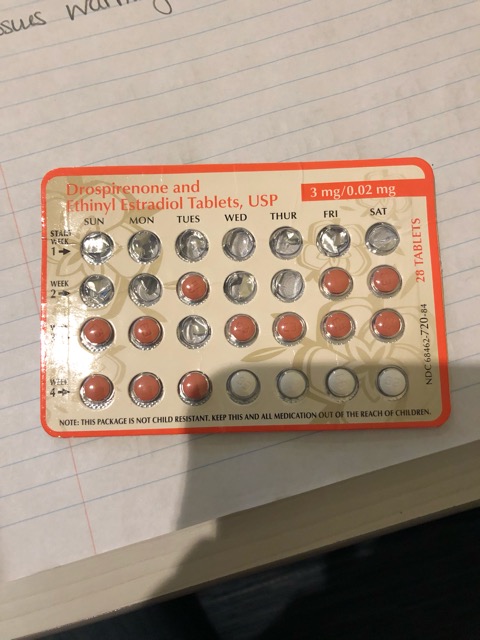 warning
Drospirenone and
Ethinyl Estradiol Tablets, USP
3 mg/0.02 mg
SUN MON TUES WED THUR FRI SAT
START
WEEK
1
WEEK
2
3
WEEK
4
28 TABLETS
NDC 68462-720-84
NOTE: THIS PACKAGE IS NOT CHILD RESISTANT. KEEP THIS AND ALL MEDICATION OUT OF THE REACH OF CHILDREN.